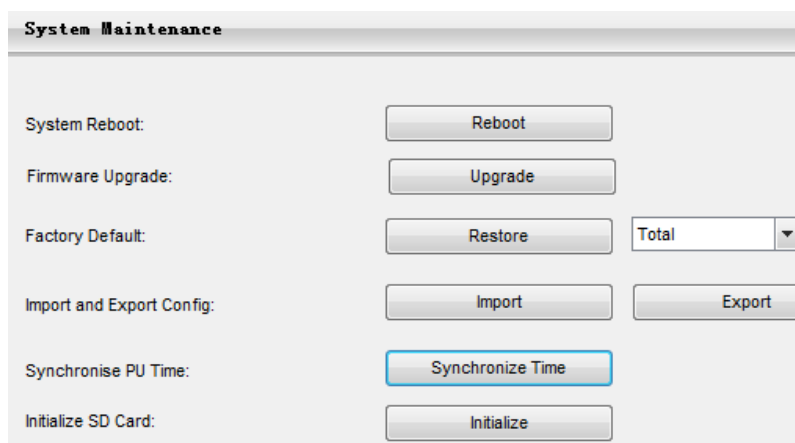 System Maintenance
System Reboot: Reboot
Firmware Upgrade: Upgrade
Factory Default: Restore Total
Import and Export Config: Import Export
Synchronise PU Time: Synchronize Time
Initialize SD Card: Initialize